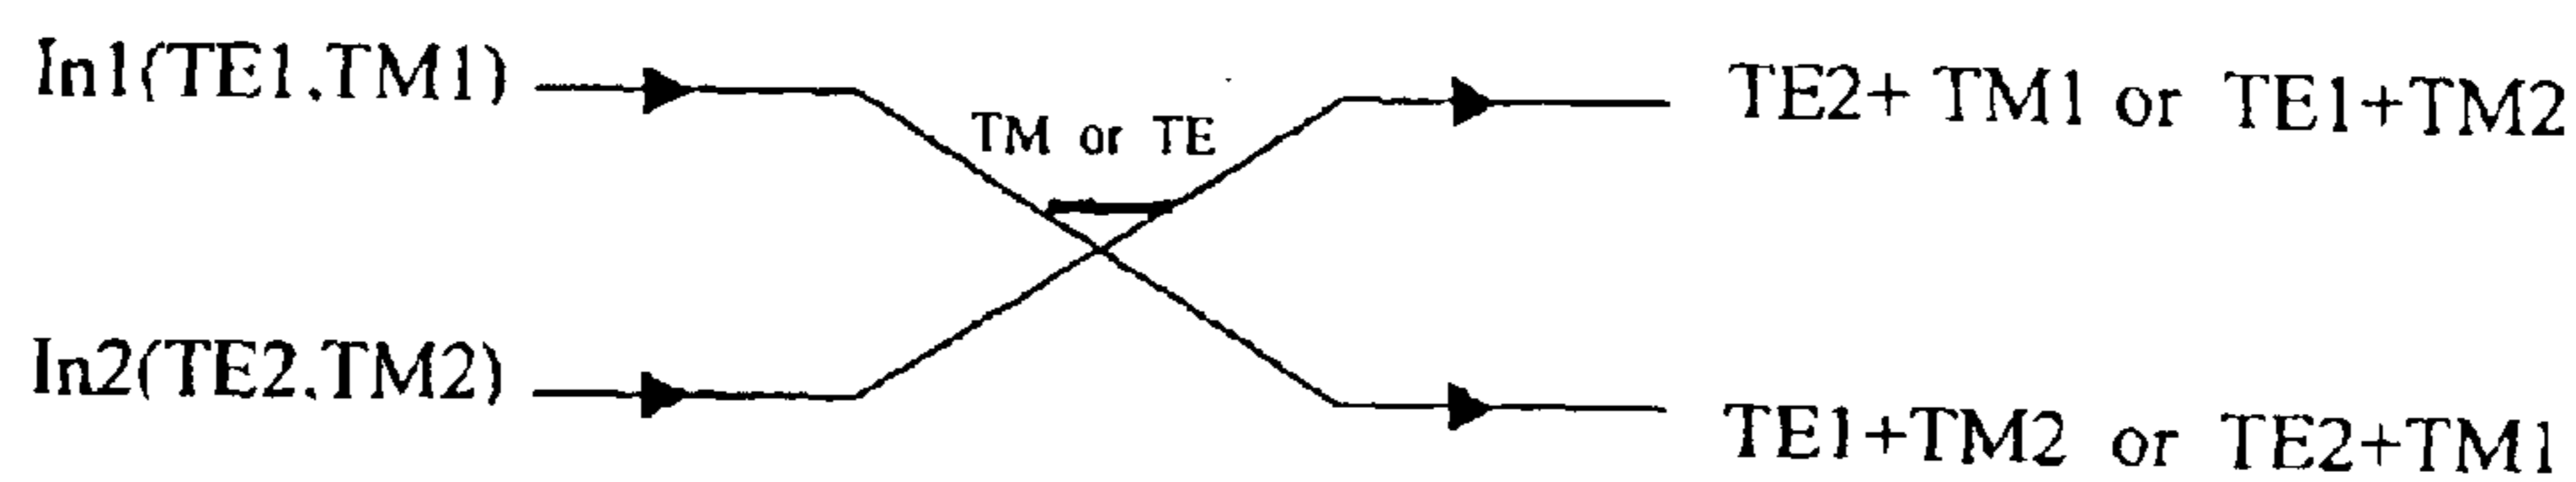 In1(TE1.TM1)
TE2+ TM1 or TE1+TM2
TM or TE
In2(TE2.TM2)
TE1+TM2 or TE2+TM1